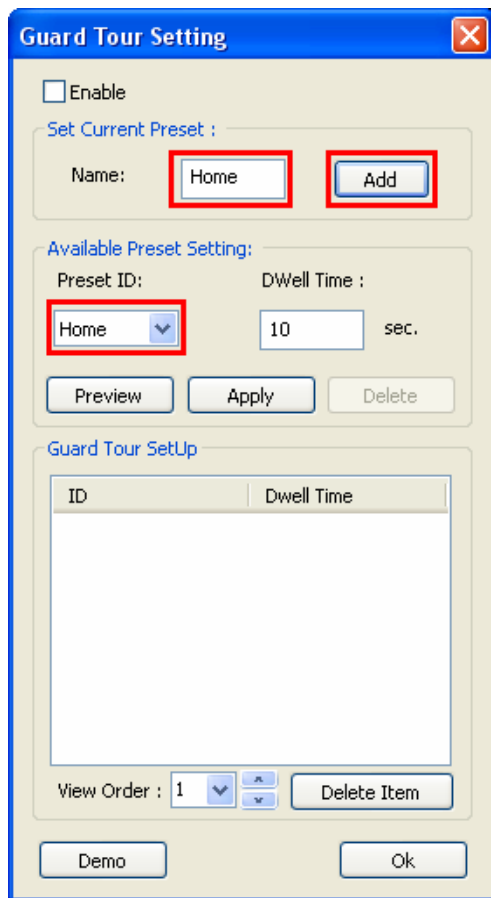 Guard Tour Setting
Enable
Set Current Preset :
Name: Home Add
Available Preset Setting:
Preset ID: DWell Time :
Home 10 sec.
Preview Apply Delete
Guard Tour SetUp
ID Dwell Time
View Order : 1 Delete Item
Demo Ok